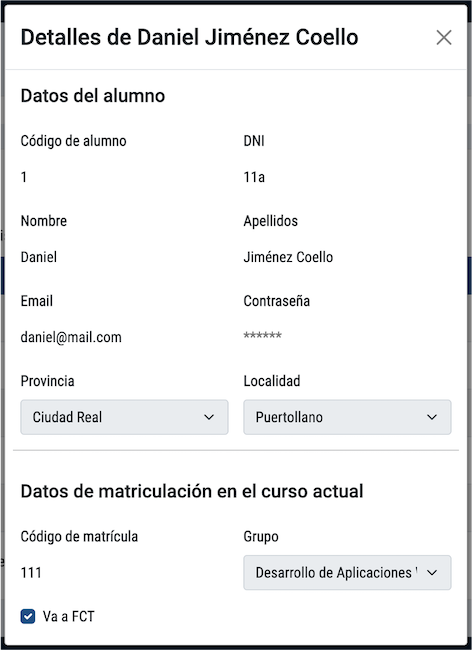 Detalles de Daniel Jiménez Coello
Datos del alumno
Código de alumno DNI
1 11a
Nombre Apellidos
Daniel Jiménez Coello
Email Contraseña
daniel@mail.com ******
Provincia Localidad
Ciudad Real Puertollano
Datos de matriculación en el curso actual
Código de matrícula Grupo
111 Desarrollo de Aplicaciones
Va a FCT